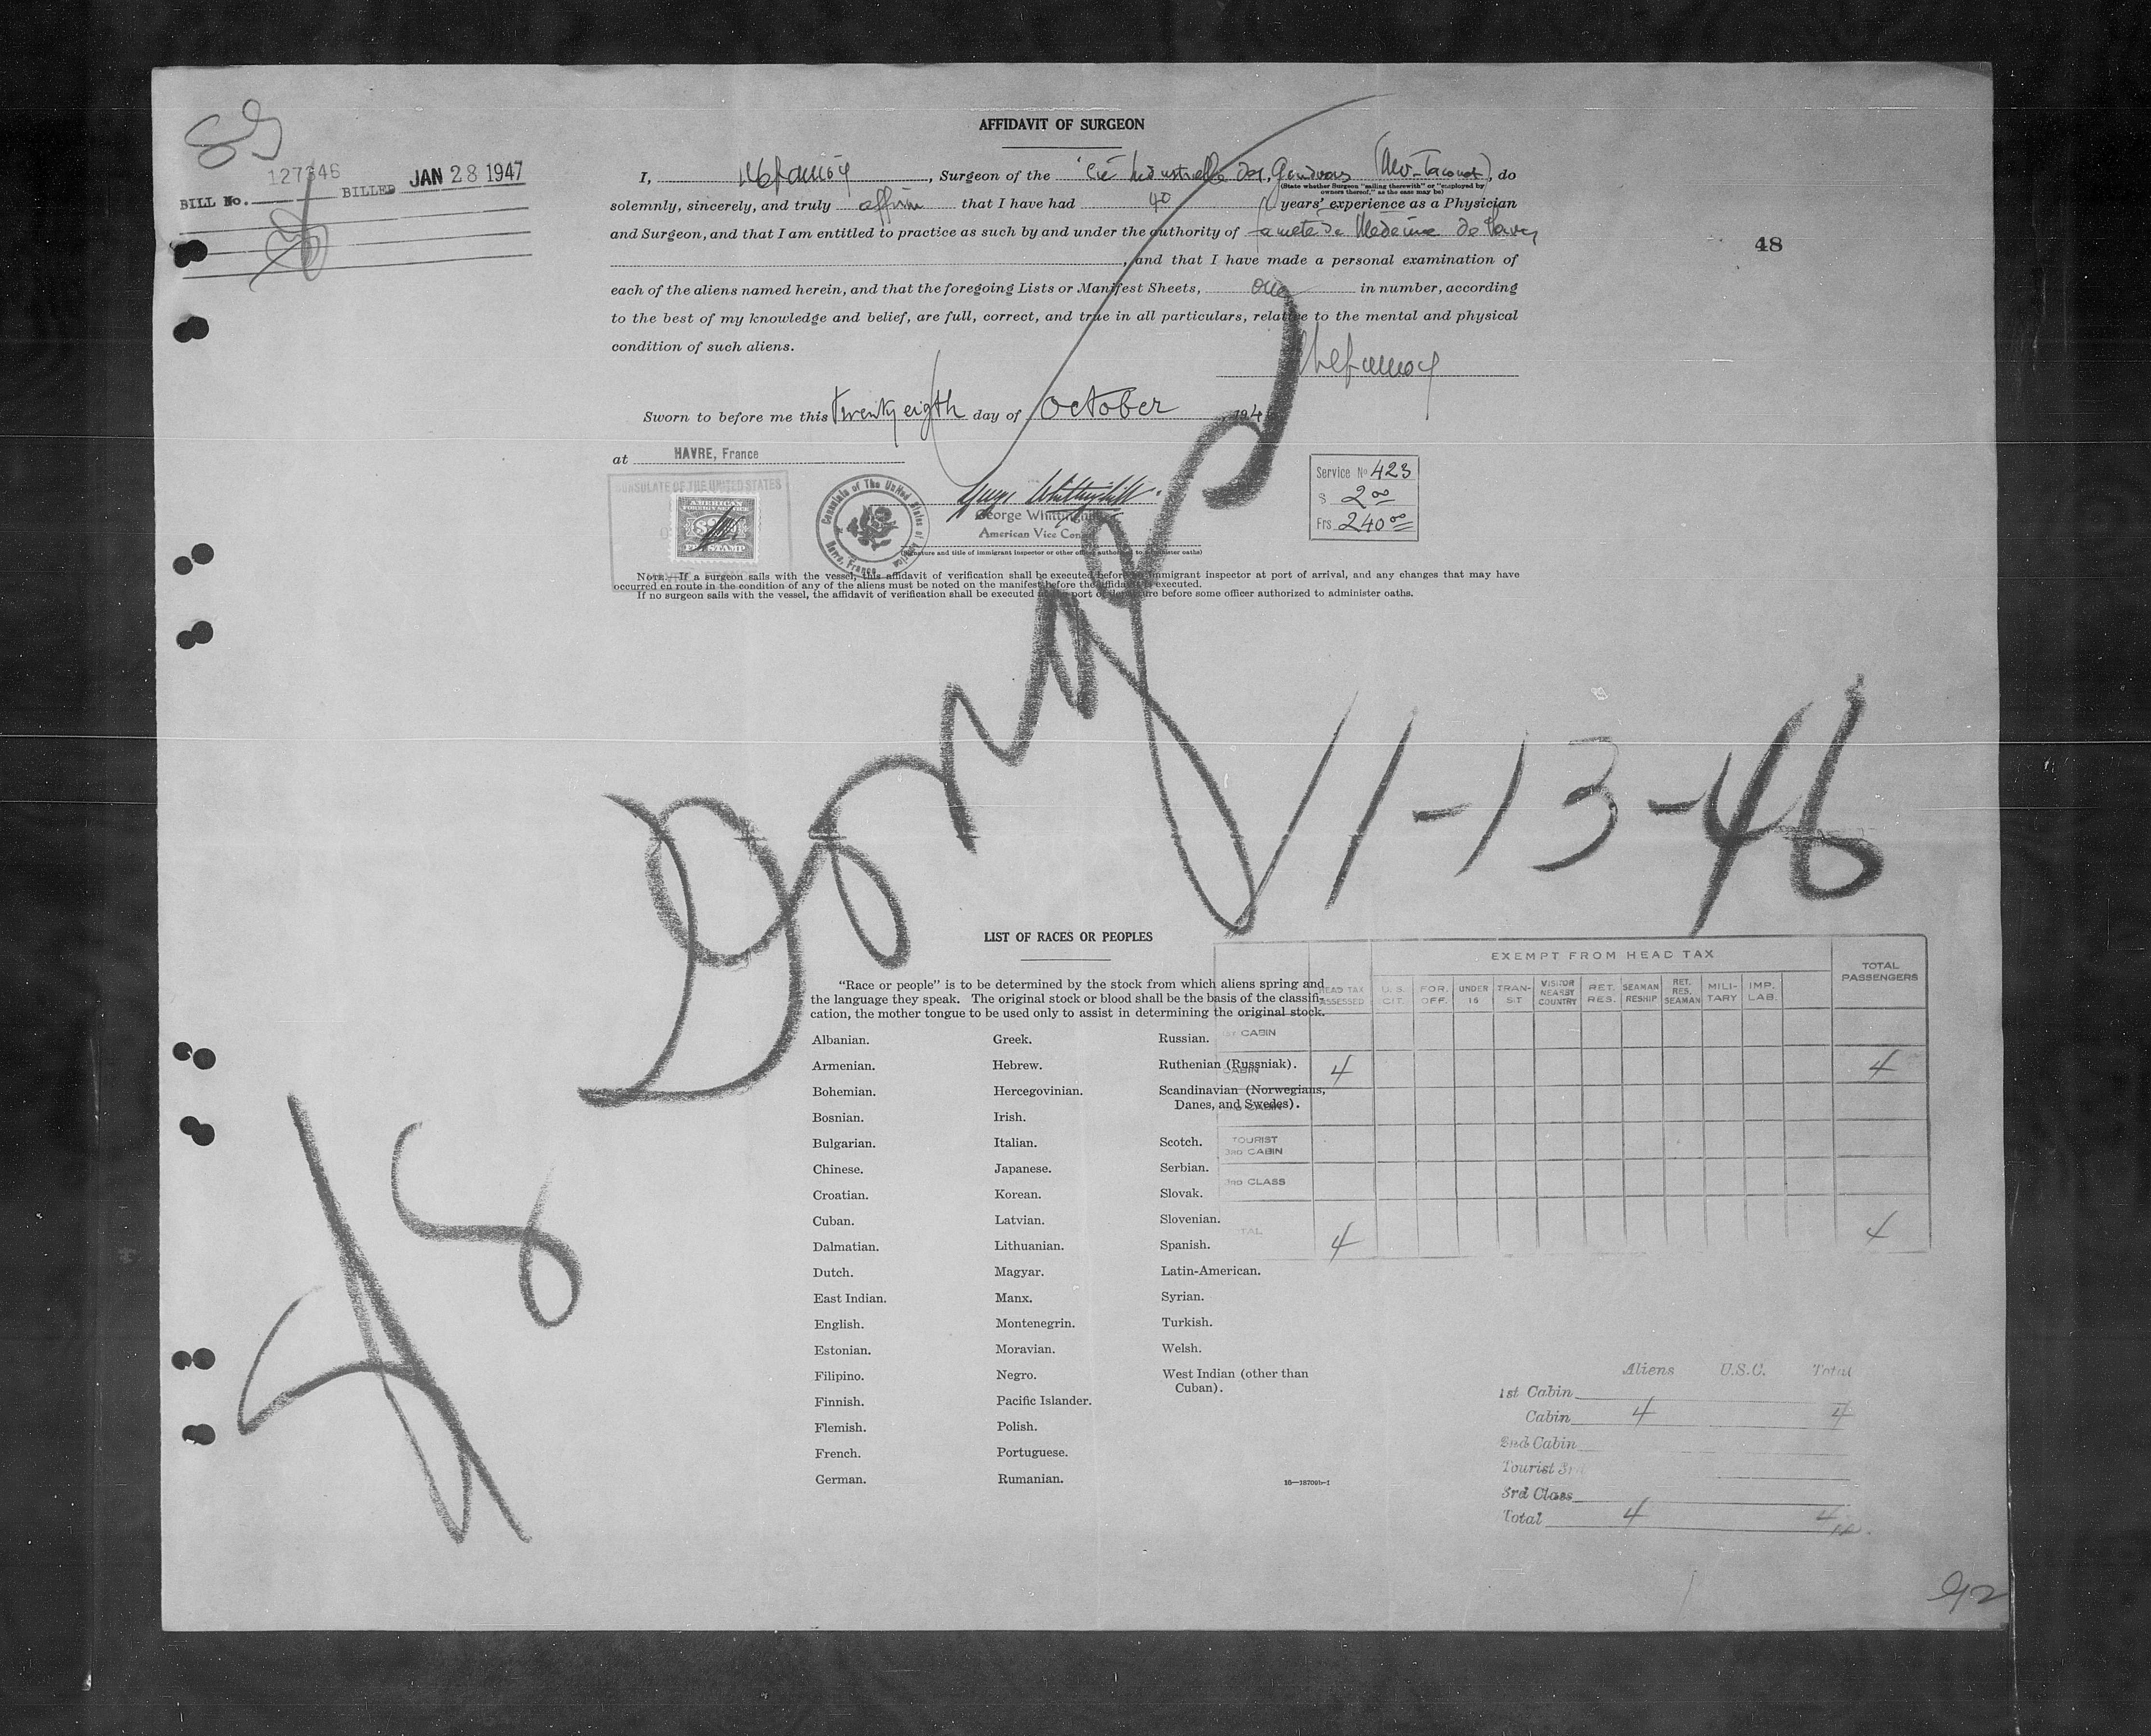 AFFIDAVIT OF SURGEON
127346
BILL No. BILLED JAN 28 1947
I, , Surgeon of the , do
(State whether Surgeon "sailing therewith" or "employed by
owners thereof," as the case may be)
solemnly, sincerely, and truly affirm that I have had 40 years' experience as a Physician
and Surgeon, and that I am entitled to practice as such by and under the authority of de Médecine de
, and that I have made a personal examination of
each of the aliens named herein, and that the foregoing Lists or Manifest Sheets, one in number, according
to the best of my knowledge and belief, are full, correct, and true in all particulars, relative to the mental and physical
condition of such aliens.
48
Sworn to before me this twenty eigth day of October , 194
at HAVRE, France
CONSULATE OF THE UNITED STATES
AMERICAN
FOREIGN SERVICE
FEE STAMP
Consulate of The United States of America
Havre, France
George Whittinghill
American Vice Consul
(Signature and title of immigrant inspector or other officer authorized to administer oaths)
Service No 423
$ 2 00
Frs 240 00
NOTE.—If a surgeon sails with the vessel, this affidavit of verification shall be executed before an immigrant inspector at port of arrival, and any changes that may have
occurred en route in the condition of any of the aliens must be noted on the manifest before the affidavit is executed.
If no surgeon sails with the vessel, the affidavit of verification shall be executed at the port of departure before some officer authorized to administer oaths.
11-13-46
LIST OF RACES OR PEOPLES
"Race or people" is to be determined by the stock from which aliens spring and
the language they speak. The original stock or blood shall be the basis of the classifi-
cation, the mother tongue to be used only to assist in determining the original stock.
Albanian.
Armenian.
Bohemian.
Bosnian.
Bulgarian.
Chinese.
Croatian.
Cuban.
Dalmatian.
Dutch.
East Indian.
English.
Estonian.
Filipino.
Finnish.
Flemish.
French.
German.
Greek.
Hebrew.
Hercegovinian.
Irish.
Italian.
Japanese.
Korean.
Latvian.
Lithuanian.
Magyar.
Manx.
Montenegrin.
Moravian.
Negro.
Pacific Islander.
Polish.
Portuguese.
Rumanian.
Russian.
Ruthenian (Russniak).
Scandinavian (Norwegians,
Danes, and Swedes).
Scotch.
Serbian.
Slovak.
Slovenian.
Spanish.
Latin-American.
Syrian.
Turkish.
Welsh.
West Indian (other than
Cuban).
16—18709b-1
EXEMPT FROM HEAD TAX
HEAD TAX ASSESSED U.S. CIT. FOR. OFF. UNDER 16 TRAN-SIT VISITOR NEARBY COUNTRY RET. RES. SEAMAN RESHIP RET. RES. SEAMAN MILI-TARY IMP. LAB. TOTAL PASSENGERS
CABIN
CABIN 4 4
CABIN
TOURIST
3RD CABIN
3RD CLASS
TOTAL 4 4
Aliens U.S.C. Total
1st Cabin
Cabin 4 4
2nd Cabin
Tourist 3rd
3rd Class
Total 4 4
92